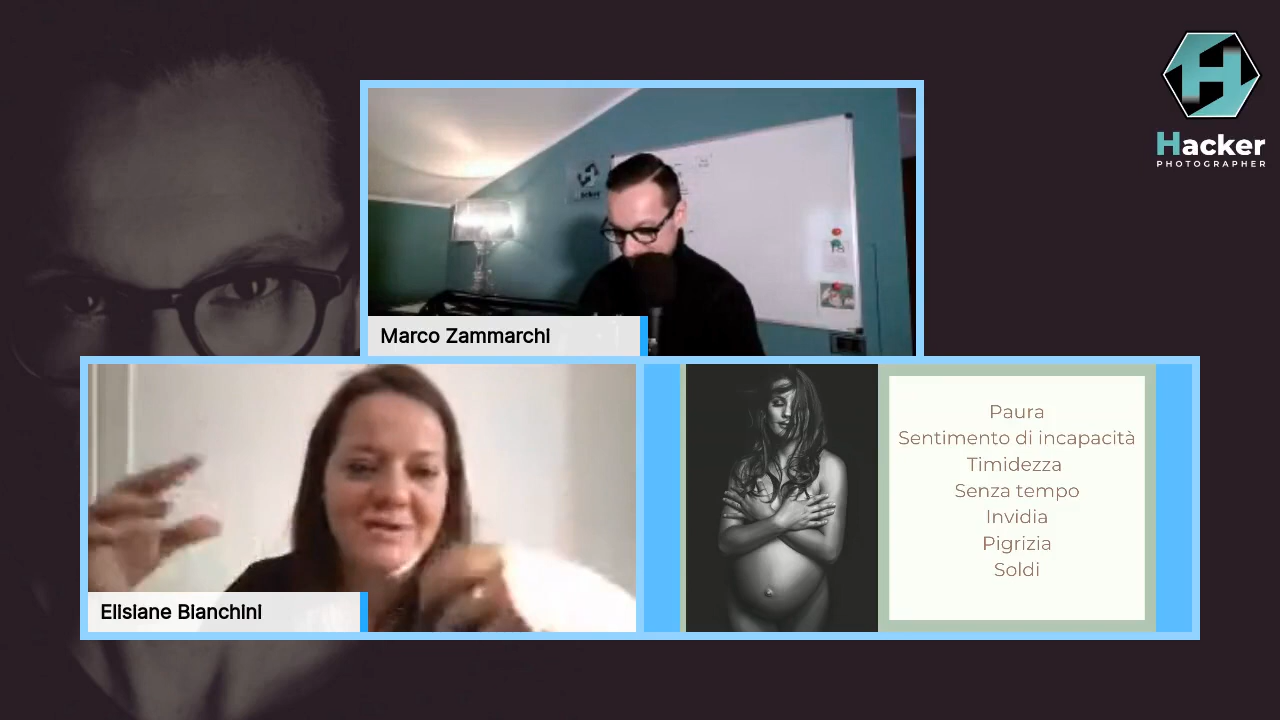 Hacker
PHOTOGRAPHER
Marco Zammarchi
Elisiane Bianchini
Paura
Sentimento di incapacità
Timidezza
Senza tempo
Invidia
Pigrizia
Soldi